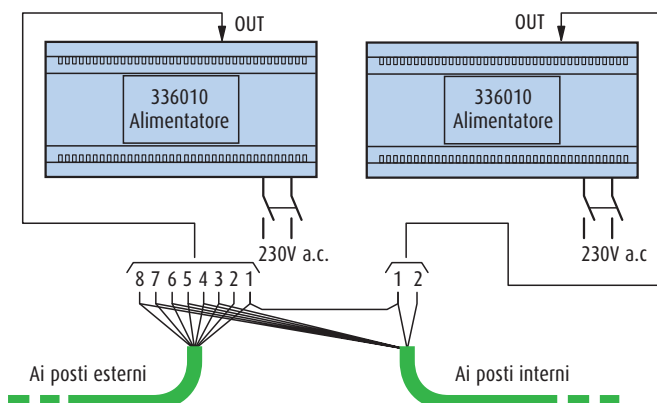 OUT
OUT
336010
Alimentatore
336010
Alimentatore
230V a.c.
230V a.c
8 7 6 5 4 3 2 1
1 2
Ai posti esterni
Ai posti interni